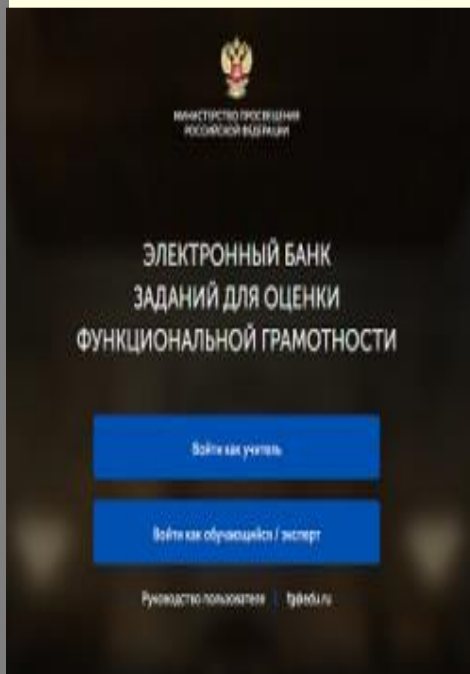 МИНИСТЕРСТВО ПРОСВЕЩЕНИЯ
РОССИЙСКОЙ ФЕДЕРАЦИИ
ЭЛЕКТРОННЫЙ БАНК
ЗАДАНИЙ ДЛЯ ОЦЕНКИ
ФУНКЦИОНАЛЬНОЙ ГРАМОТНОСТИ
Войти как учитель
Войти как обучающийся / эксперт
Руководство пользователя